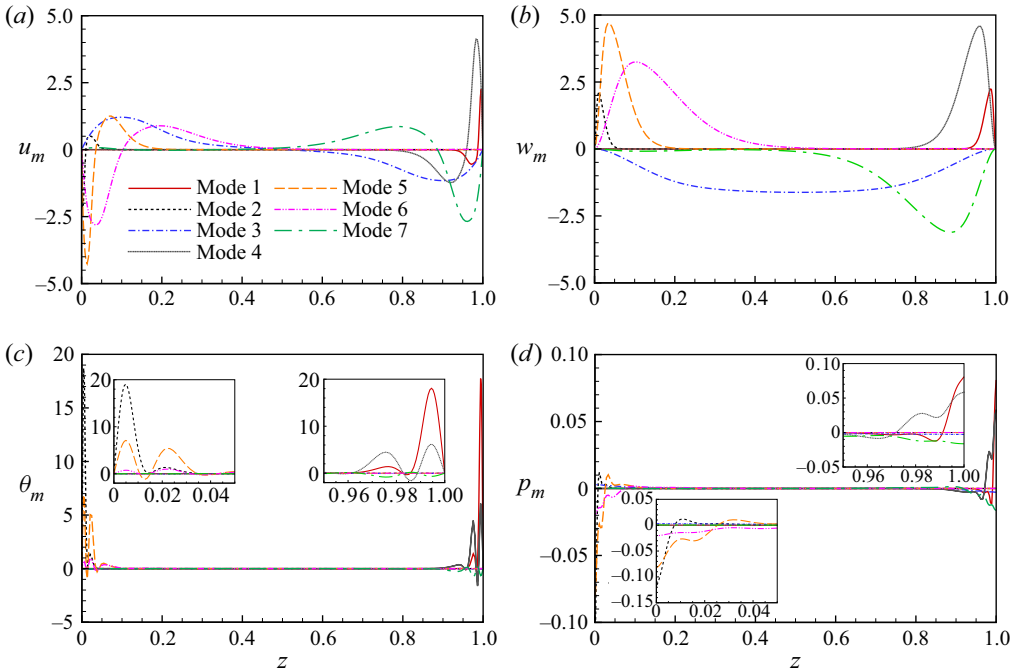 (a) (b)
5.0 5.0
2.5 2.5
u_m 0 w_m 0
Mode 1 Mode 5
Mode 2 Mode 6
Mode 3 Mode 7
Mode 4
−2.5 −2.5
−5.0 −5.0
0 0.2 0.4 0.6 0.8 1.0 0 0.2 0.4 0.6 0.8 1.0
(c) (d)
20 0.10
20 20 0.10
10 10 0.05
0 0 0
−0.05
0 0.02 0.04 0.96 0.98 1.00 0.96 0.98 1.00
15 0.05
10
θ_m p_m 0
5 0.05
0
−0.05
−0.10
−0.15
0 0.02 0.04
0 −0.05
−5 −0.10
0 0.2 0.4 0.6 0.8 1.0 0 0.2 0.4 0.6 0.8 1.0
z z